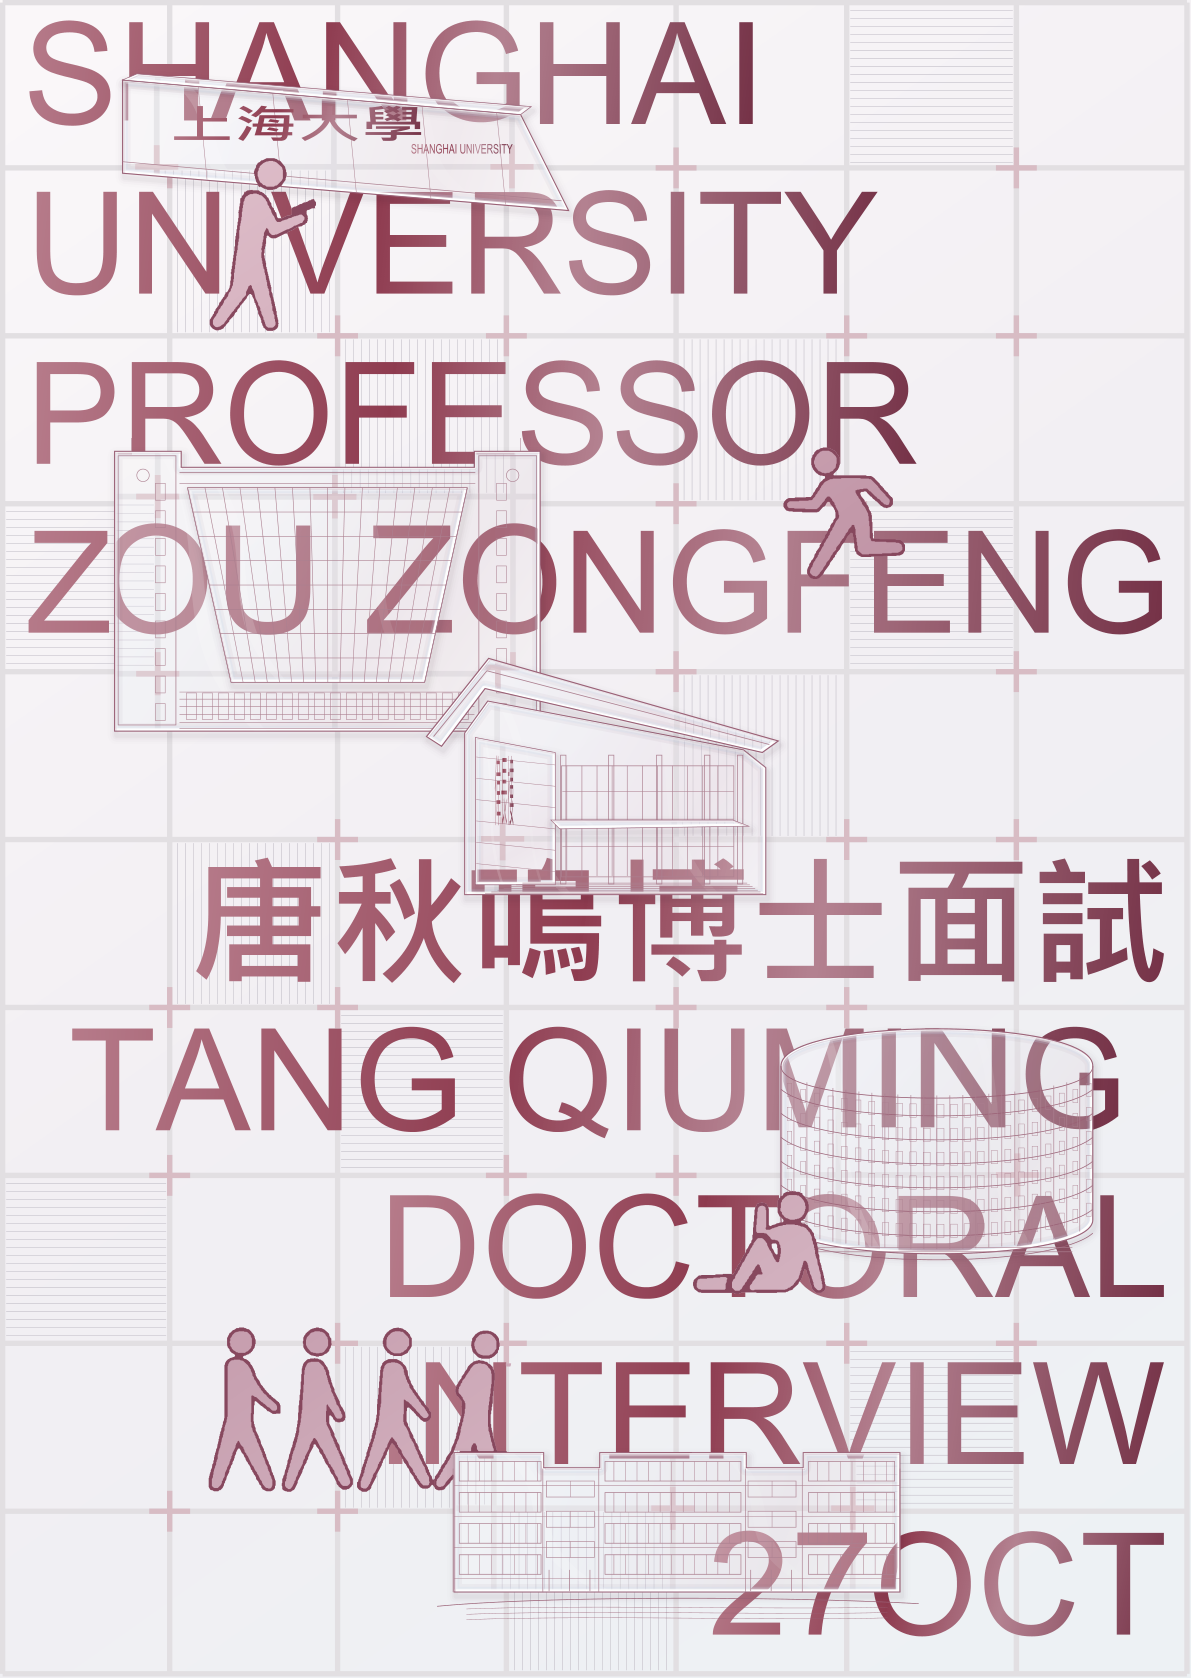 SHANGHAI
上海大學
SHANGHAI UNIVERSITY
UNIVERSITY
PROFESSOR
ZOU ZONGFENG
唐秋鳴博士面試
TANG QIUMING
DOCTORAL
INTERVIEW
27OCT